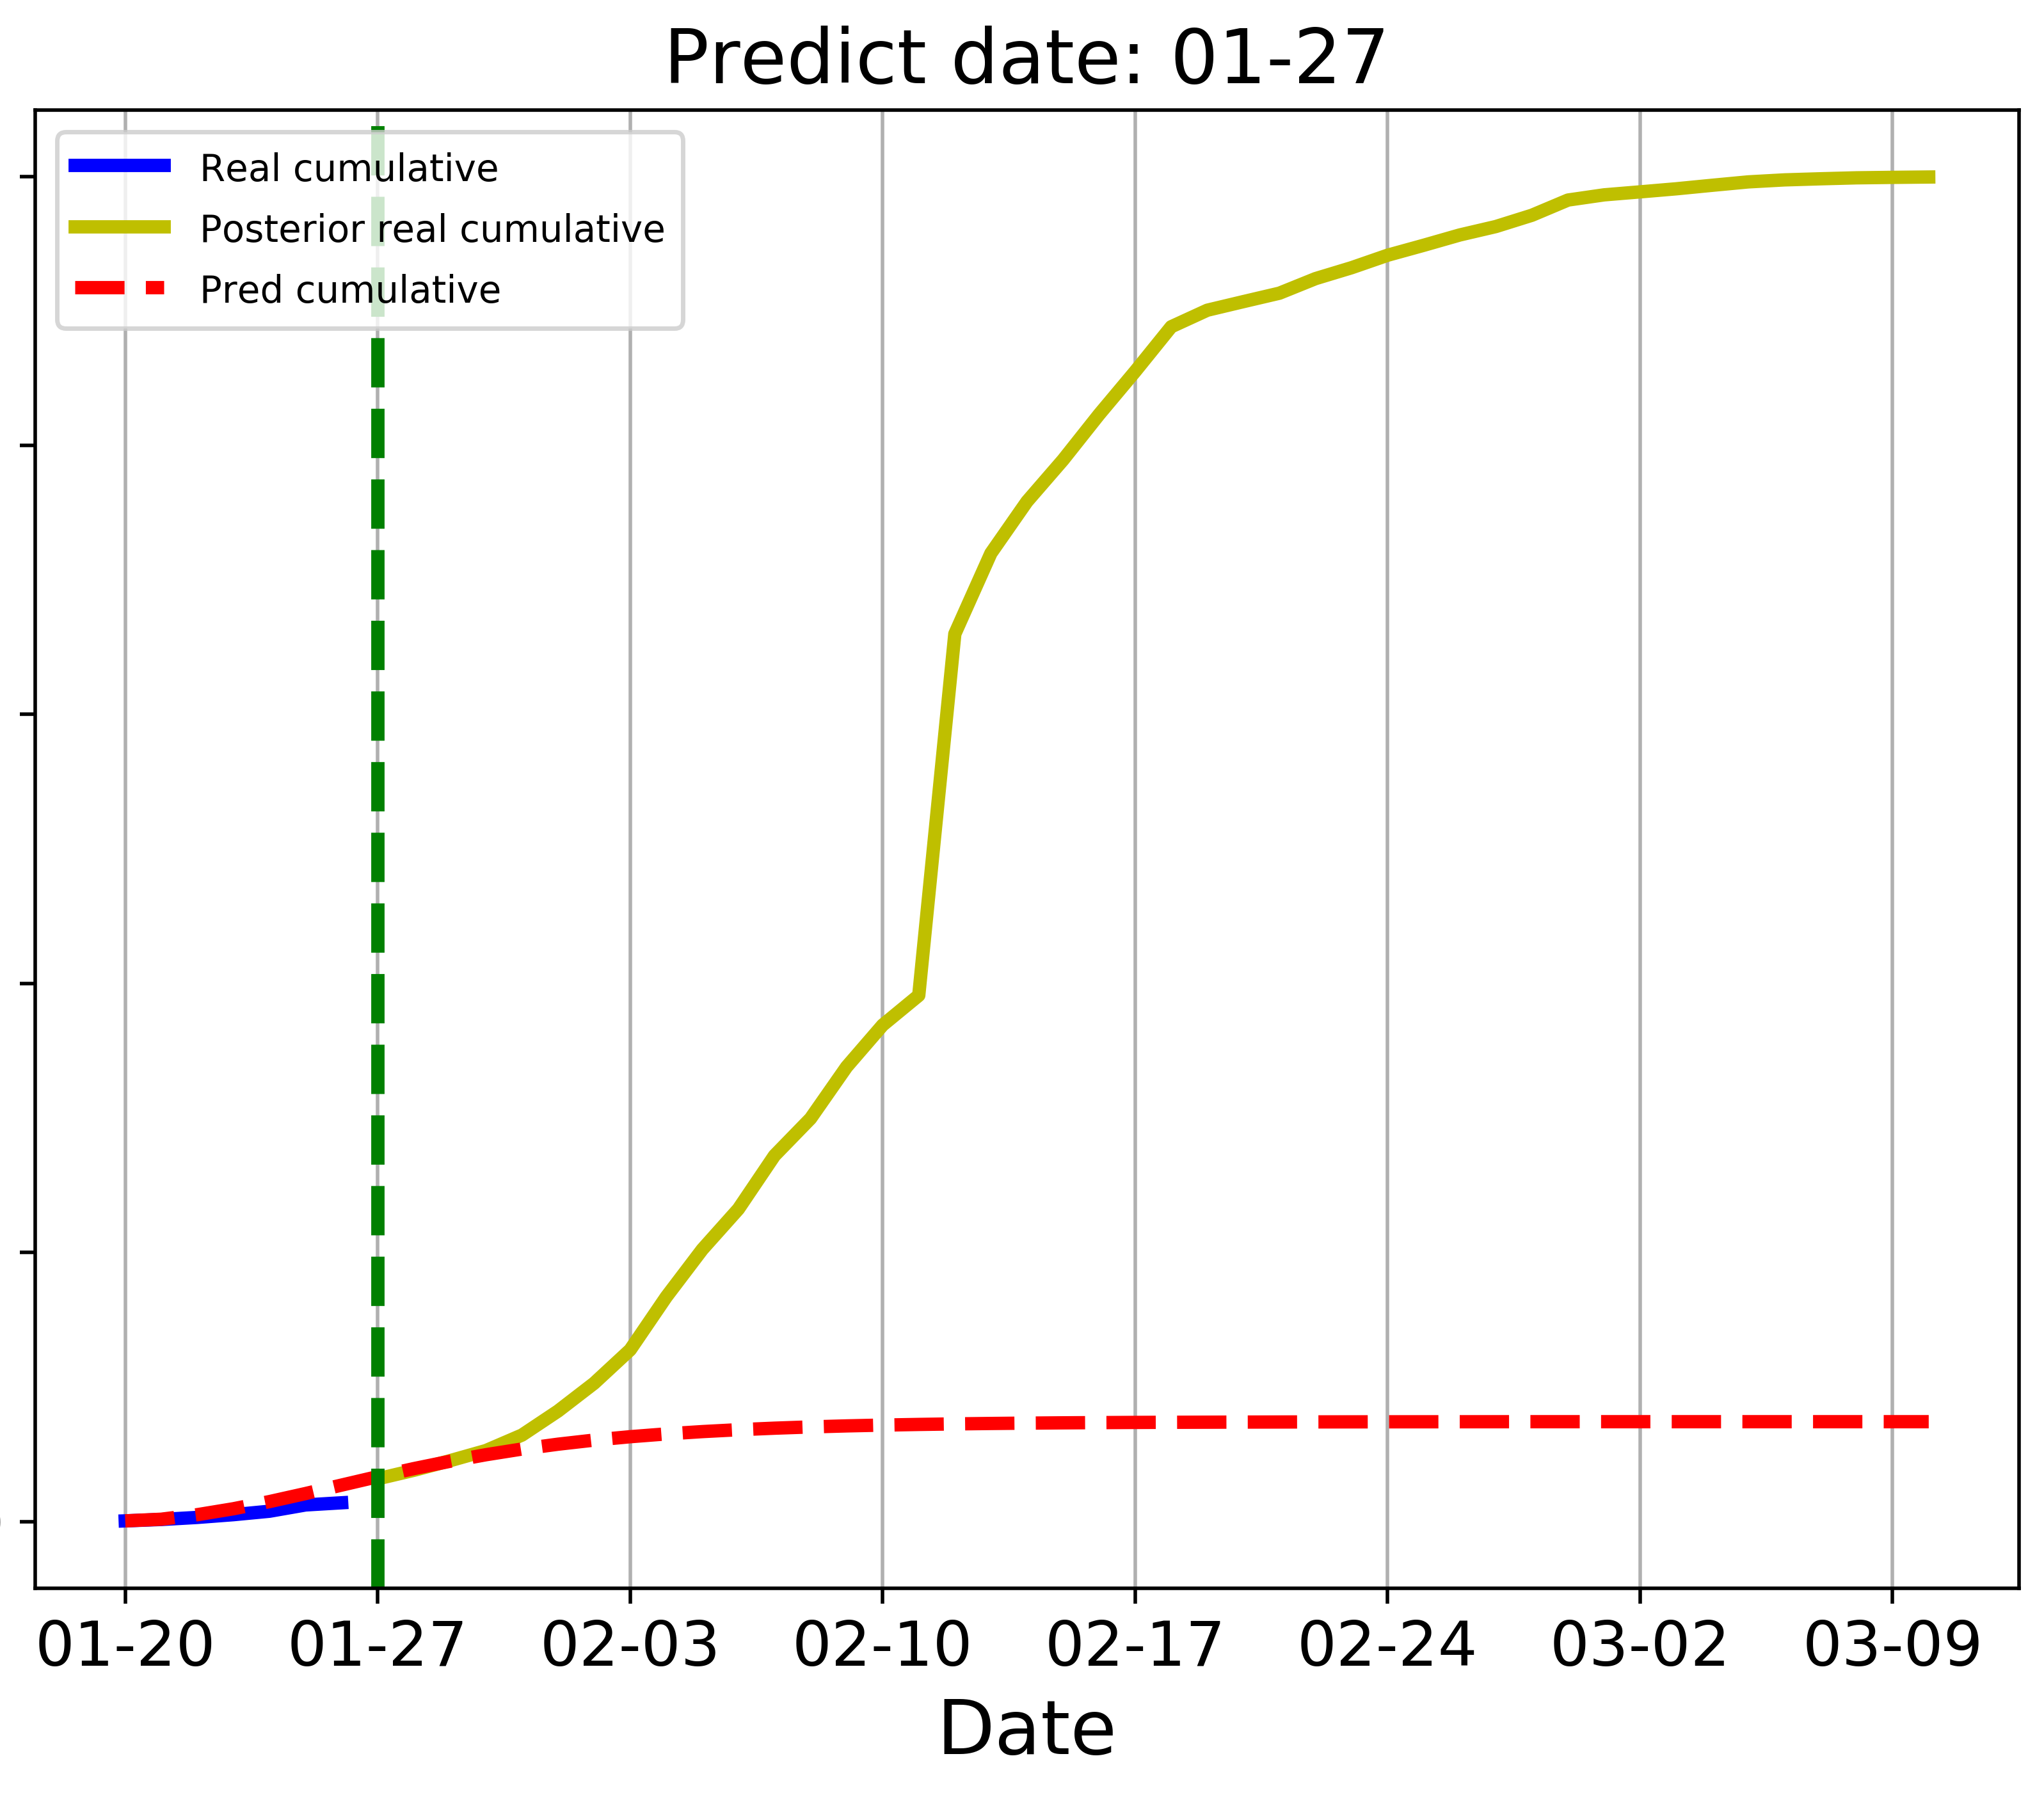 Predict date: 01-27
Real cumulative
Posterior real cumulative
Pred cumulative
01-20 01-27 02-03 02-10 02-17 02-24 03-02 03-09
Date